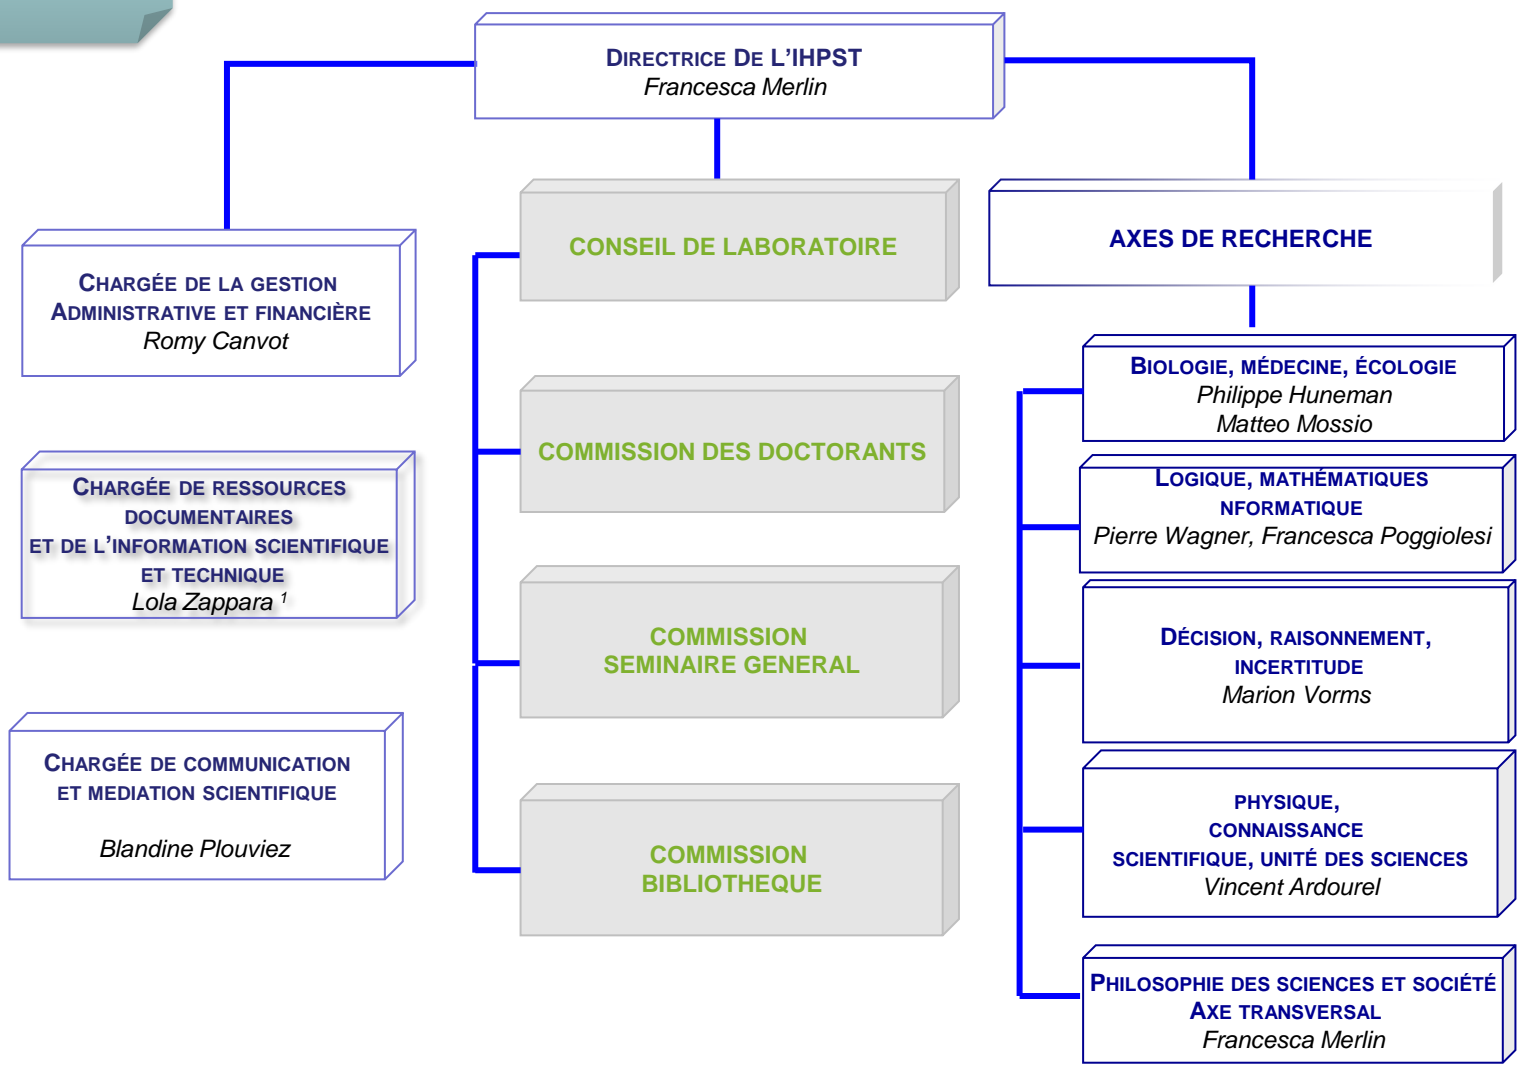 Directrice De L’IHPST
Francesca Merlin
Chargée de la gestion
Administrative et financière
Romy Canvot
Chargée de ressources
documentaires
et de l’information scientifique
et technique
Lola Zappara 1
Chargée de communication
et mediation scientifique
Blandine Plouviez
CONSEIL DE LABORATOIRE
COMMISSION DES DOCTORANTS
COMMISSION
SEMINAIRE GENERAL
COMMISSION
BIBLIOTHEQUE
AXES DE RECHERCHE
Biologie, médecine, écologie
Philippe Huneman
Matteo Mossio
Logique, mathématiques
nformatique
Pierre Wagner, Francesca Poggiolesi
Décision, raisonnement,
incertitude
Marion Vorms
physique,
connaissance
scientifique, unité des sciences
Vincent Ardourel
Philosophie des sciences et société
Axe transversal
Francesca Merlin